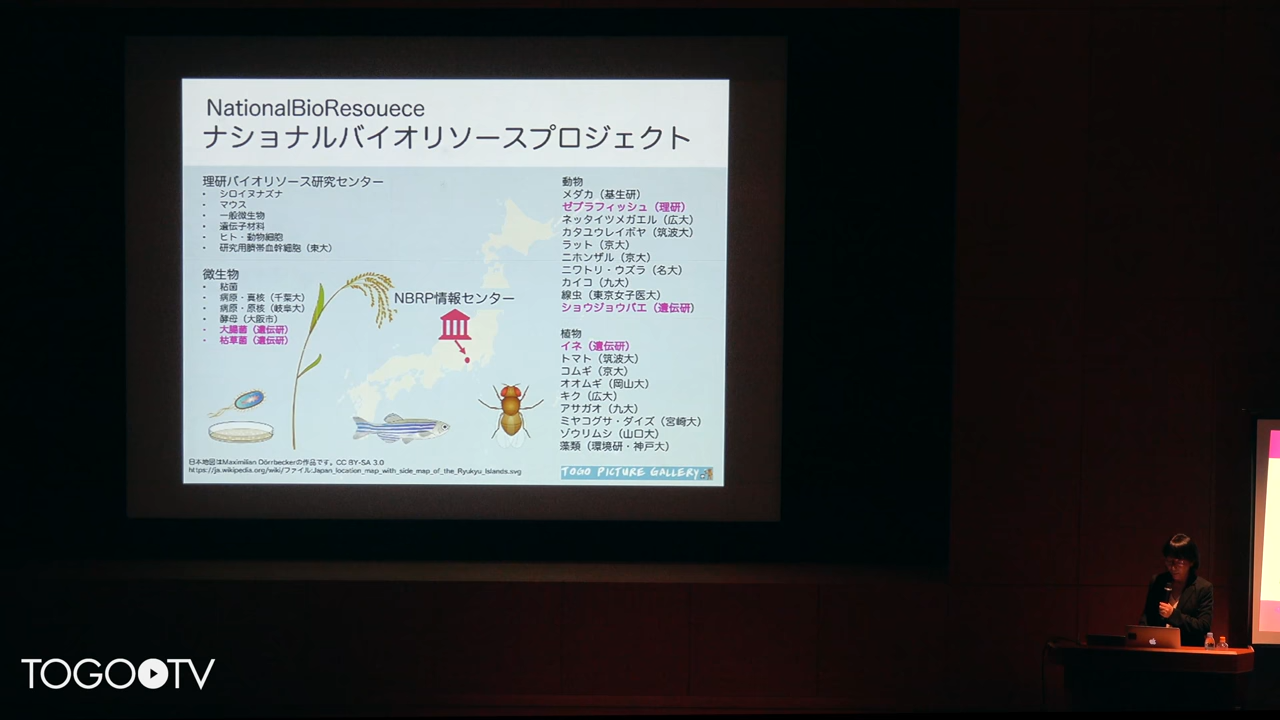 NationalBioResouece
ナショナルバイオリソースプロジェクト
理研バイオリソース研究センター
• シロイヌナズナ
• マウス
• 一般微生物
• 遺伝子材料
• ヒト・動物細胞
• 研究用臍帯血幹細胞（東大）
微生物
• 粘菌
• 病原・真核（千葉大）
• 病原・原核（岐阜大）
• 酵母（大阪市）
• 大腸菌（遺伝研）
• 枯草菌（遺伝研）
NBRP情報センター
動物
メダカ（基生研）
ゼブラフィッシュ（理研）
ネッタイツメガエル（広大）
カタユウレイボヤ（筑波大）
ラット（京大）
ニホンザル（京大）
ニワトリ・ウズラ（名大）
カイコ（九大）
線虫（東京女子医大）
ショウジョウバエ（遺伝研）
植物
イネ（遺伝研）
トマト（筑波大）
コムギ（京大）
オオムギ（岡山大）
キク（広大）
アサガオ（九大）
ミヤコグサ・ダイズ（宮崎大）
ゾウリムシ（山口大）
藻類（環境研・神戸大）
日本地図はMaximilian Dörrbeckerの作品です。CC BY-SA 3.0
https://ja.wikipedia.org/wiki/ファイル:Japan_location_map_with_side_map_of_the_Ryukyu_Islands.svg
TOGO PICTURE GALLERY
TOGO TV